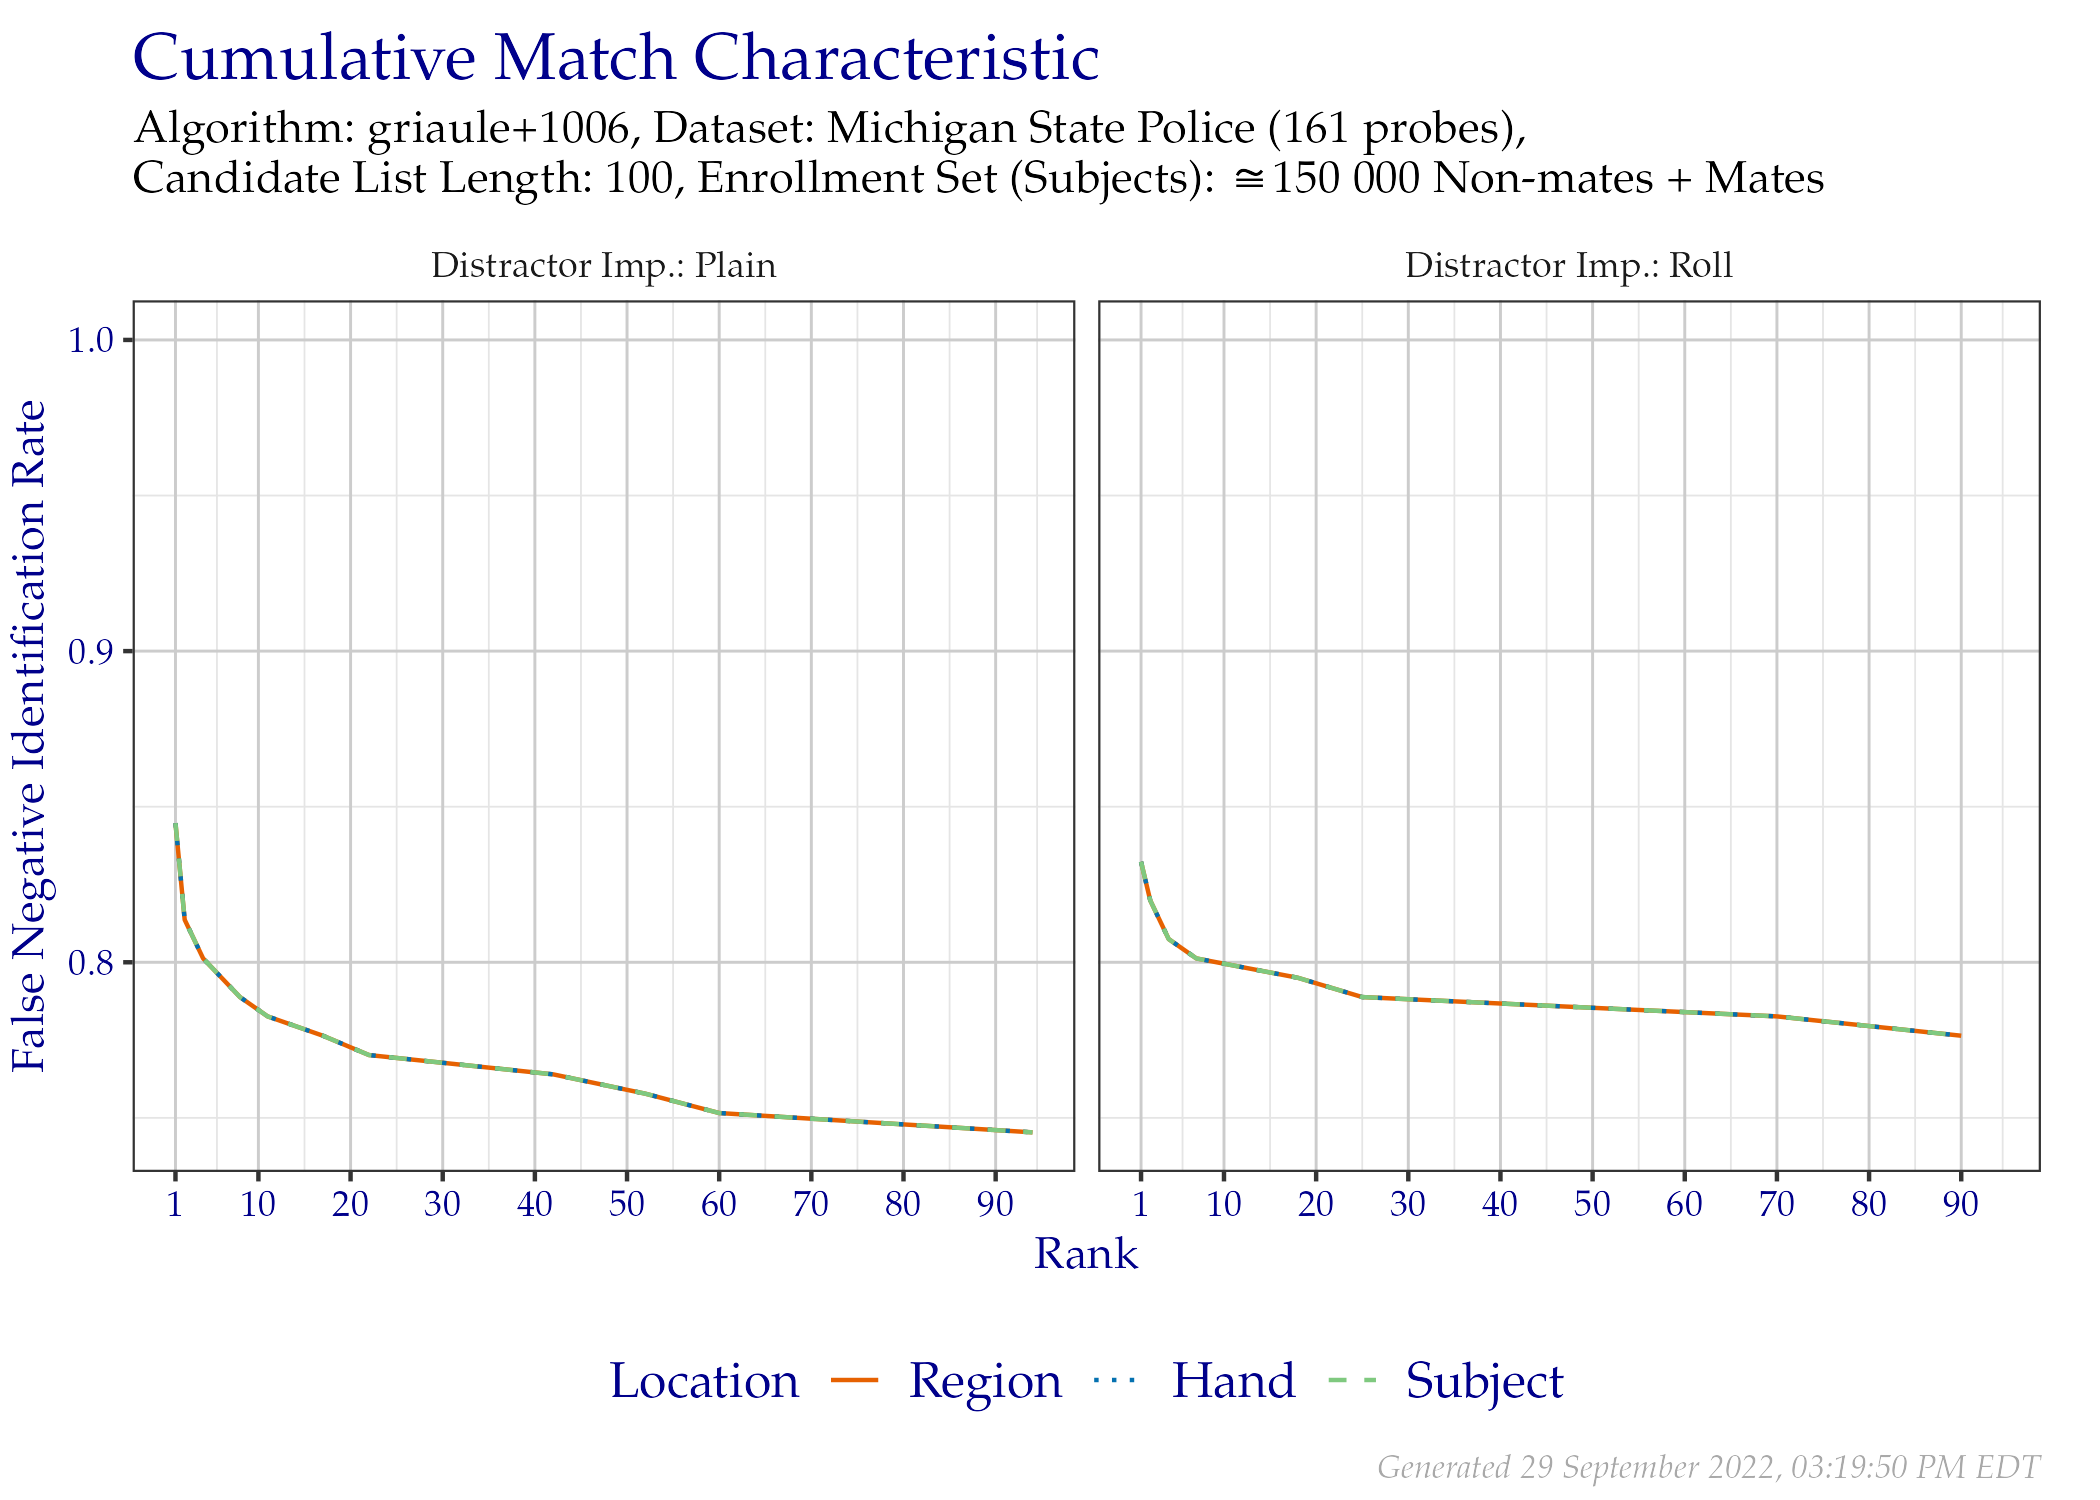 Cumulative Match Characteristic
Algorithm: griaule+1006, Dataset: Michigan State Police (161 probes),
Candidate List Length: 100, Enrollment Set (Subjects): ≅150 000 Non-mates + Mates
Distractor Imp.: Plain
Distractor Imp.: Roll
False Negative Identification Rate
1.0
0.9
0.8
1 10 20 30 40 50 60 70 80 90
1 10 20 30 40 50 60 70 80 90
Rank
Location Region Hand Subject
Generated 29 September 2022, 03:19:50 PM EDT